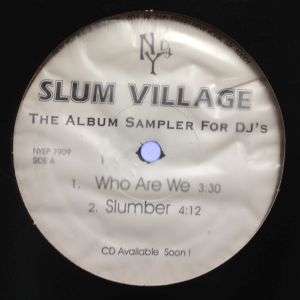 NY
SLUM VILLAGE
THE ALBUM SAMPLER FOR DJ'S
NYEP 7909
SIDE A
1. Who Are We 3:30
2. Slumber 4:12
CD Available Soon !